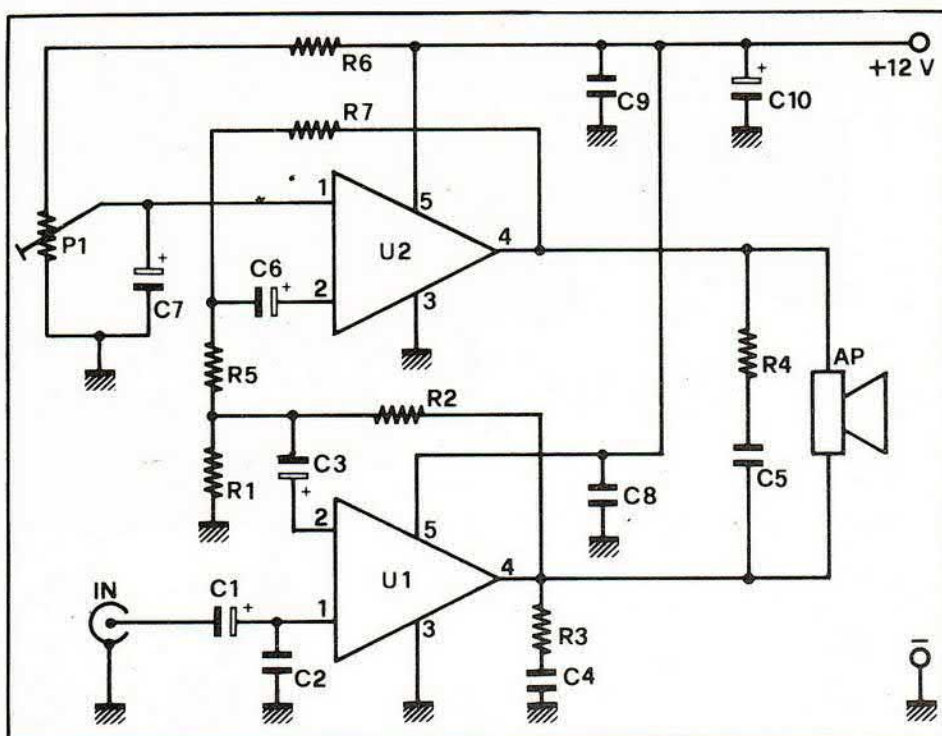 R6
+12 V
C9
C10
+
R7
1
5
P1
U2
4
C6
+
2
+
C7
3
R5
R4
AP
R2
C3
+
R1
C8
C5
2
5
IN
C1
+
1
U1
4
3
R3
C2
C4
–